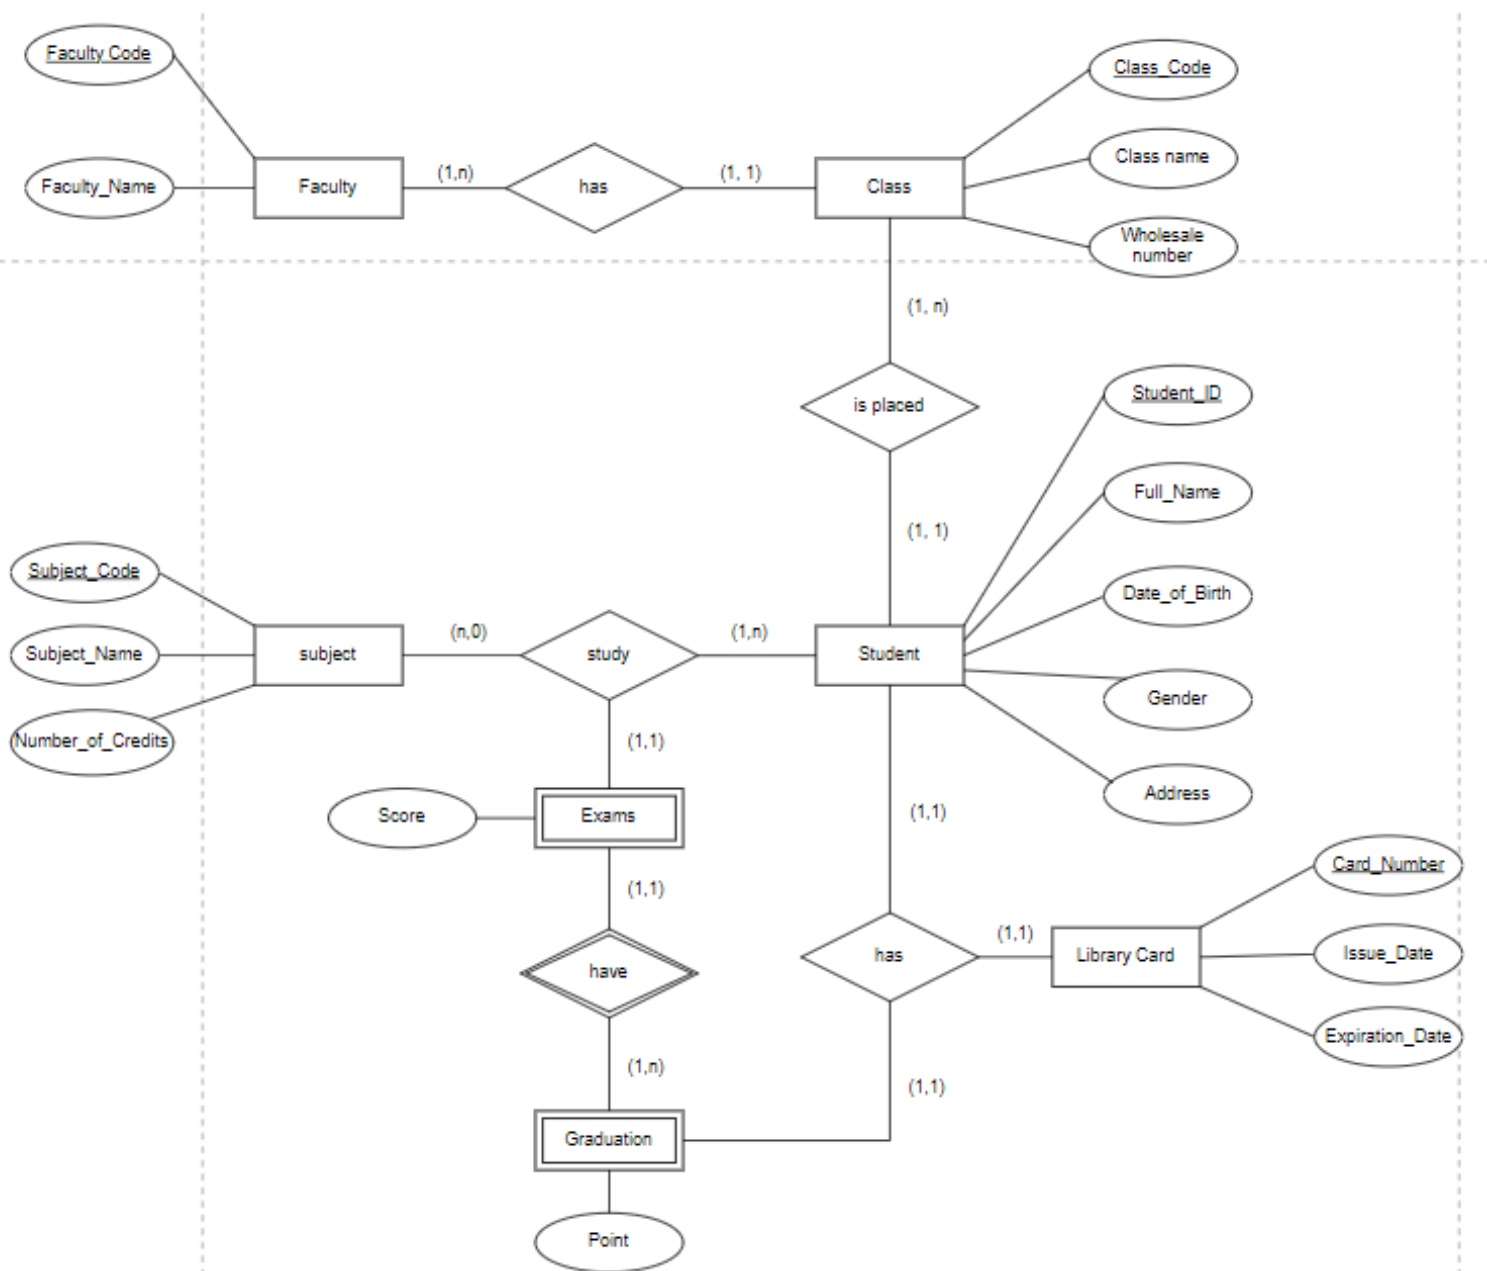 Faculty Code
Class_Code
Faculty_Name
Faculty
(1,n)
has
(1, 1)
Class
Class name
Wholesale
number
(1, n)
is placed
Student_ID
Full_Name
(1, 1)
Subject_Code
Date_of_Birth
Subject_Name
subject
(n,0)
study
(1,n)
Student
Gender
Number_of_Credits
(1,1)
Address
Score
Exams
(1,1)
Card_Number
(1,1)
have
has
(1,1)
Library Card
Issue_Date
Expiration_Date
(1,n)
(1,1)
Graduation
Point